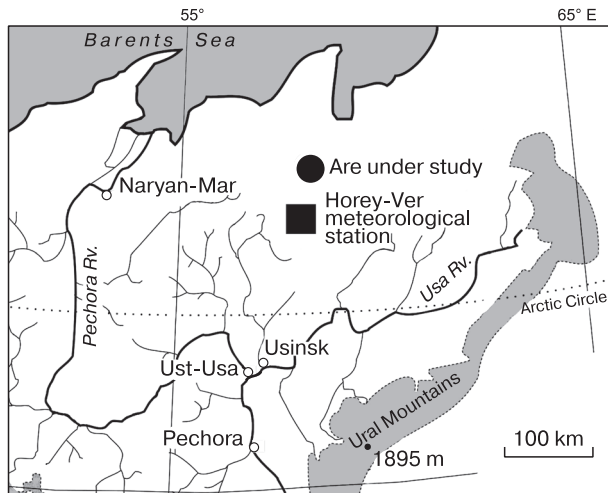 55°
65° E
Barents Sea
Are under study
Naryan-Mar
Horey-Ver
meteorological
station
Pechora Rv.
Usa Rv.
Arctic Circle
Usinsk
Ust-Usa
Ural Mountains
Pechora
1895 m
100 km